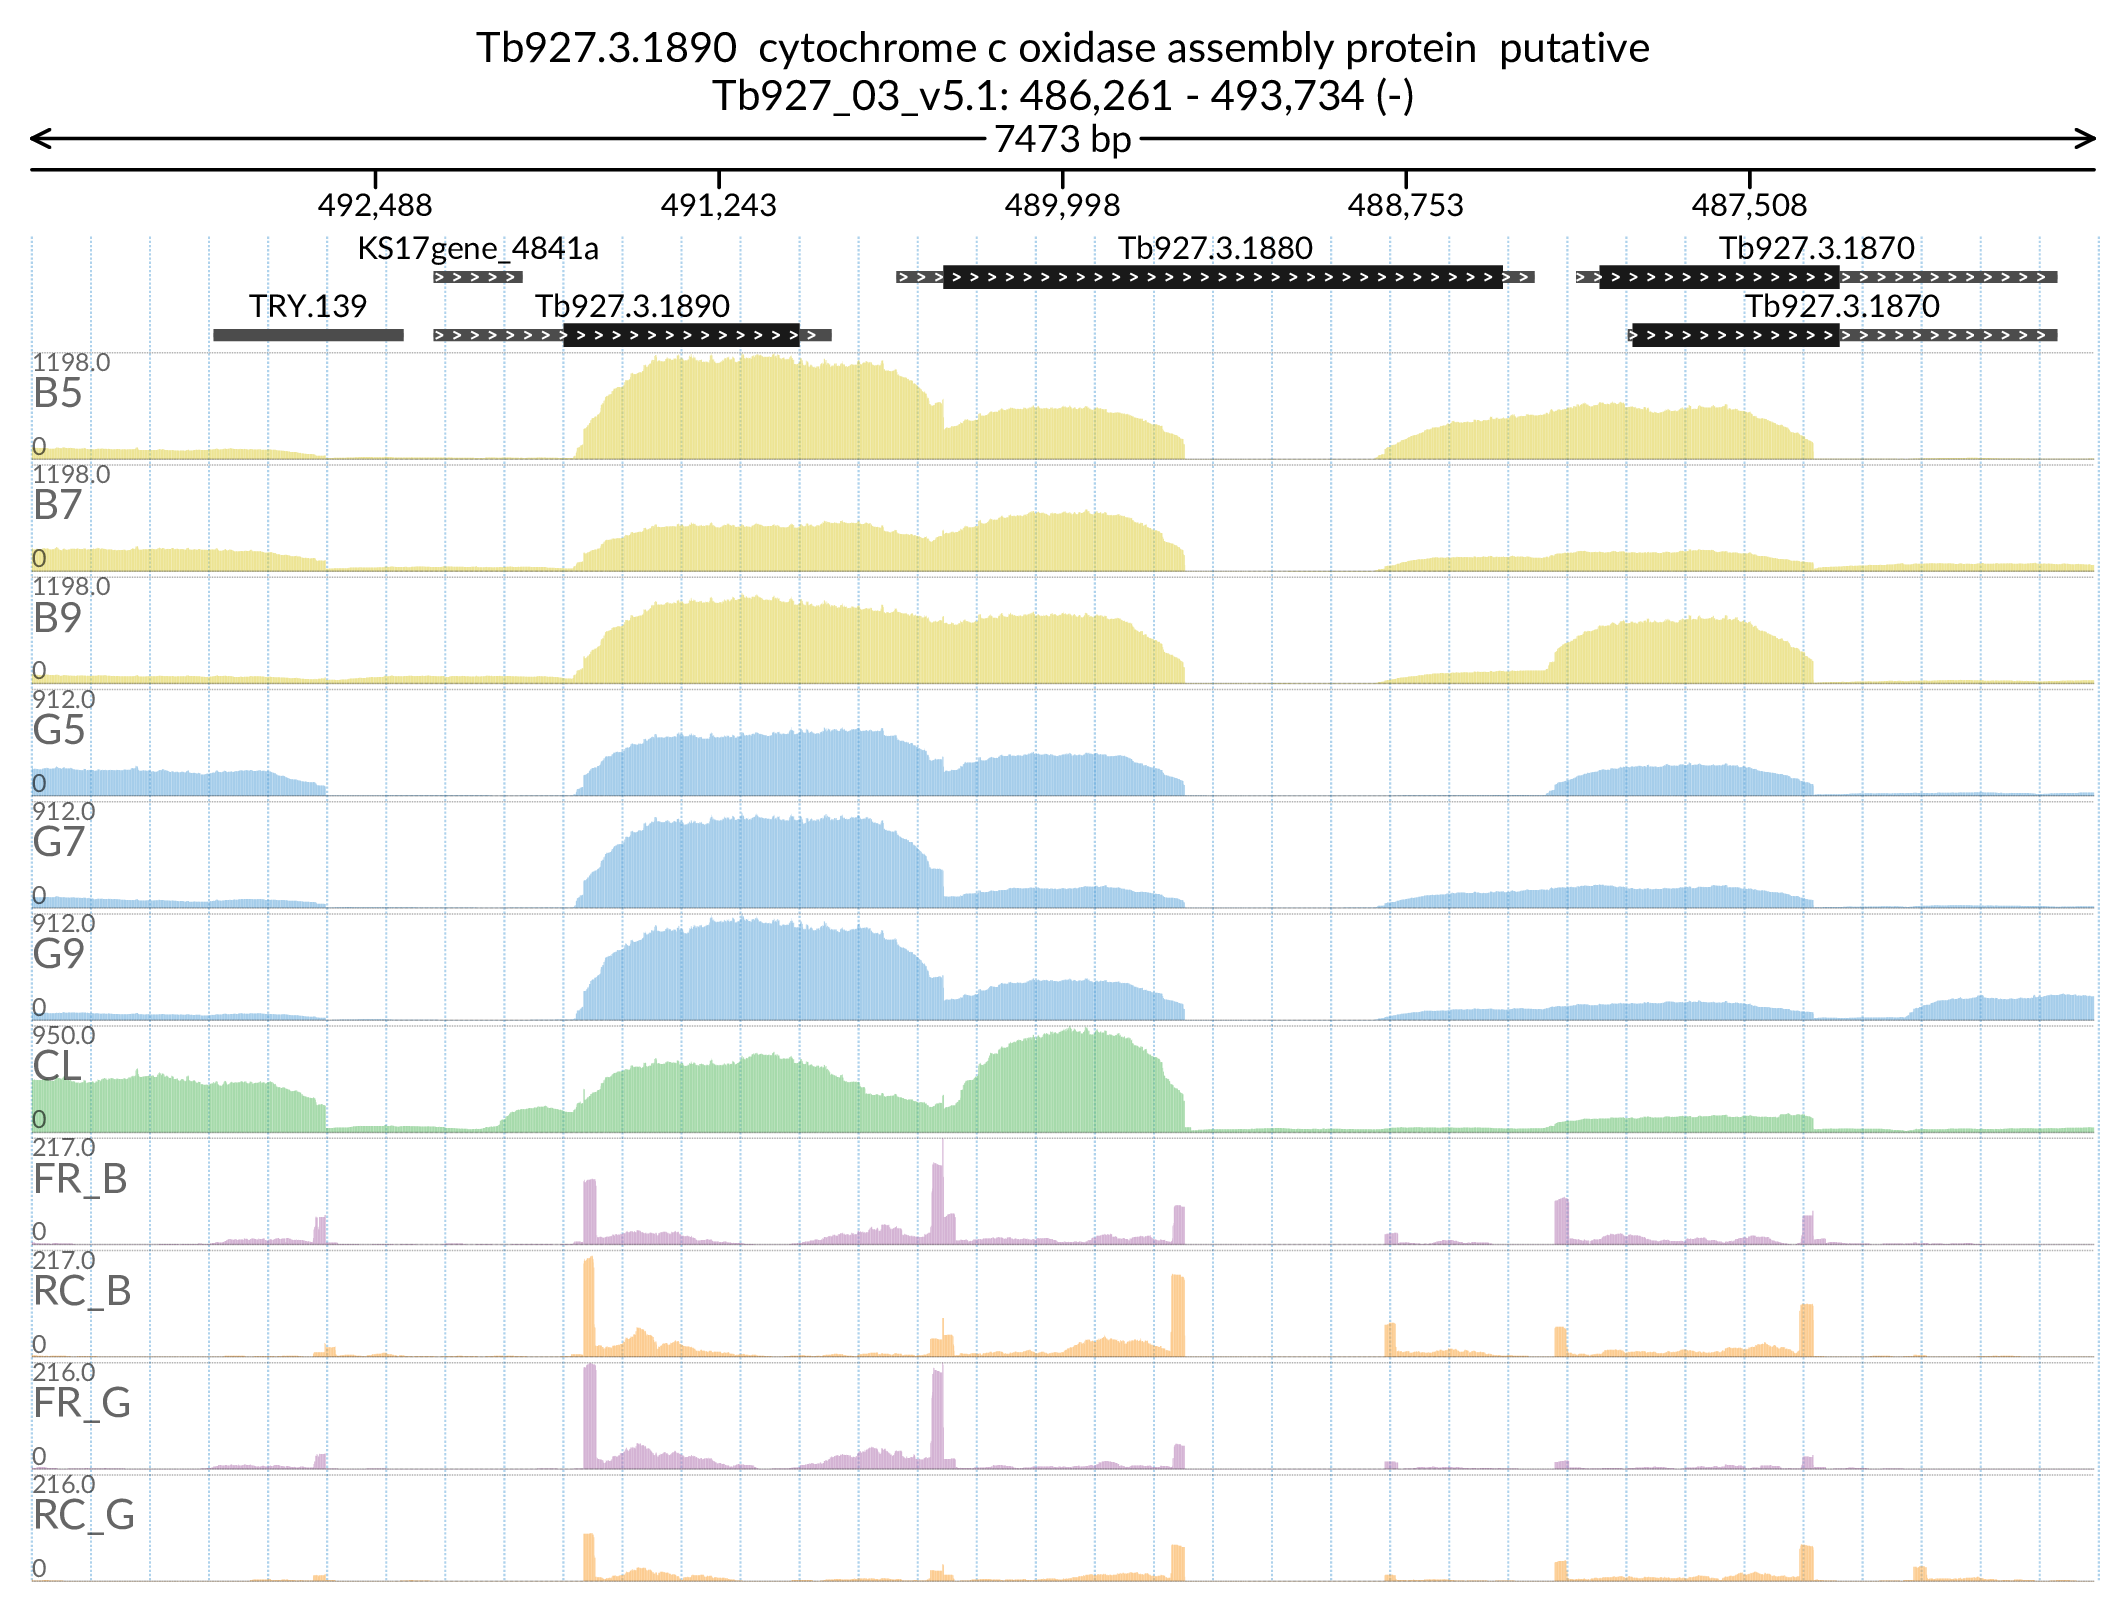 Tb927.3.1890  cytochrome c oxidase assembly protein  putative
Tb927_03_v5.1: 486,261 - 493,734 (-)
7473 bp
492,488 491,243 489,998 488,753 487,508
KS17gene_4841a Tb927.3.1880 Tb927.3.1870
TRY.139 Tb927.3.1890 Tb927.3.1870
1198.0
B5
0
1198.0
B7
0
1198.0
B9
0
912.0
G5
0
912.0
G7
0
912.0
G9
0
950.0
CL
0
217.0
FR_B
0
217.0
RC_B
0
216.0
FR_G
0
216.0
RC_G
0